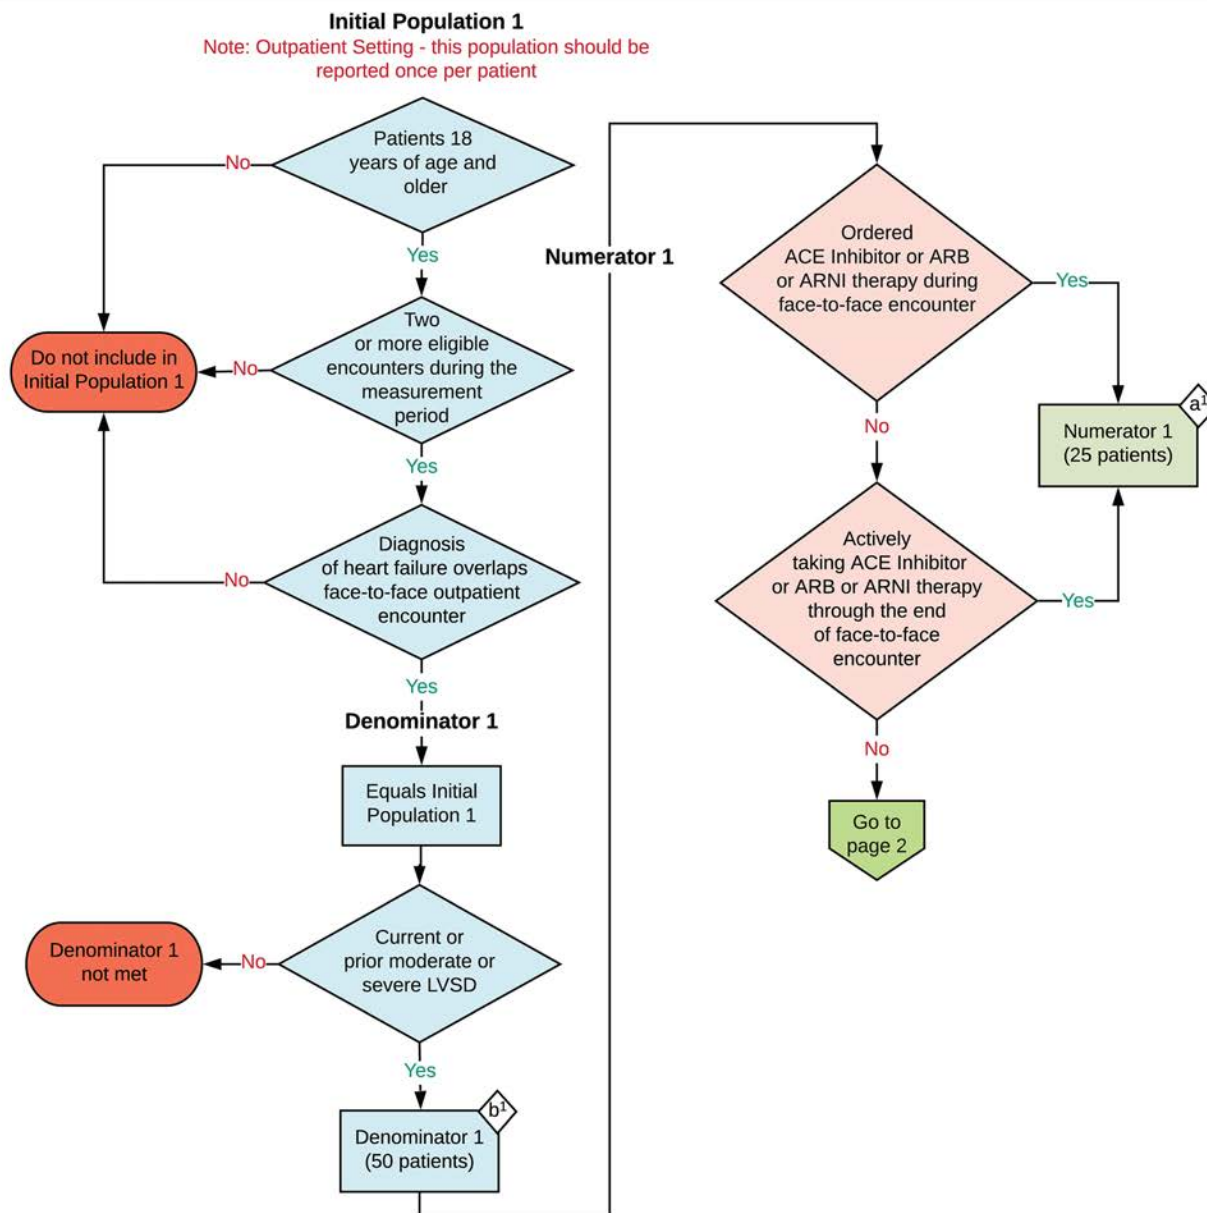 Initial Population 1
Note: Outpatient Setting - this population should be
reported once per patient
Patients 18
years of age and
older
No
Yes
Two
or more eligible
encounters during the
measurement
period
No
Do not include in
Initial Population 1
Yes
Diagnosis
of heart failure overlaps
face-to-face outpatient
encounter
No
Yes
Denominator 1
Equals Initial
Population 1
Current or
prior moderate or
severe LVSD
No
Denominator 1
not met
Yes
b¹
Denominator 1
(50 patients)
Numerator 1
Ordered
ACE Inhibitor or ARB
or ARNI therapy during
face-to-face encounter
Yes
a¹
Numerator 1
(25 patients)
No
Actively
taking ACE Inhibitor
or ARB or ARNI therapy
through the end
of face-to-face
encounter
Yes
No
Go to
page 2